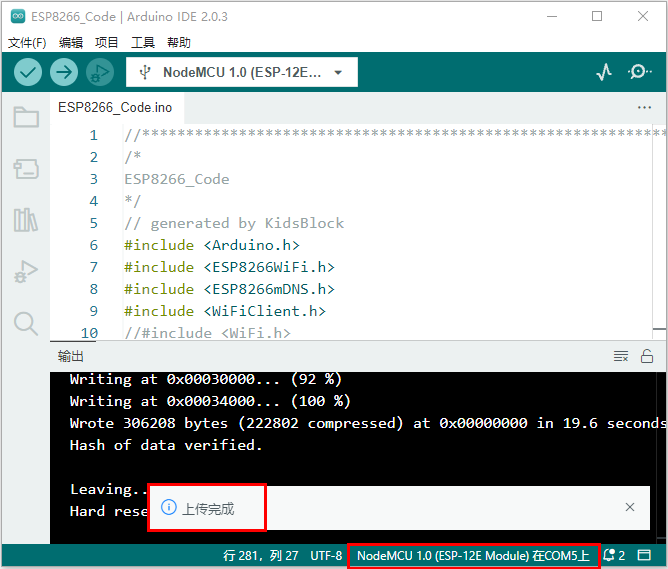 ESP8266_Code | Arduino IDE 2.0.3
文件(F) 编辑 项目 工具 帮助
NodeMCU 1.0 (ESP-12E...
ESP8266_Code.ino
1 //************************************************************
2 /*
3 ESP8266_Code
4 */
5 // generated by KidsBlock
6 #include <Arduino.h>
7 #include <ESP8266WiFi.h>
8 #include <ESP8266mDNS.h>
9 #include <WiFiClient.h>
10 //#include <WiFi.h>
输出
Writing at 0x00030000... (92 %)
Writing at 0x00034000... (100 %)
Wrote 306208 bytes (222802 compressed) at 0x00000000 in 19.6 seconds
Hash of data verified.
Leaving..
Hard rese
上传完成
行 281，列 27 UTF-8 NodeMCU 1.0 (ESP-12E Module) 在COM5上 2